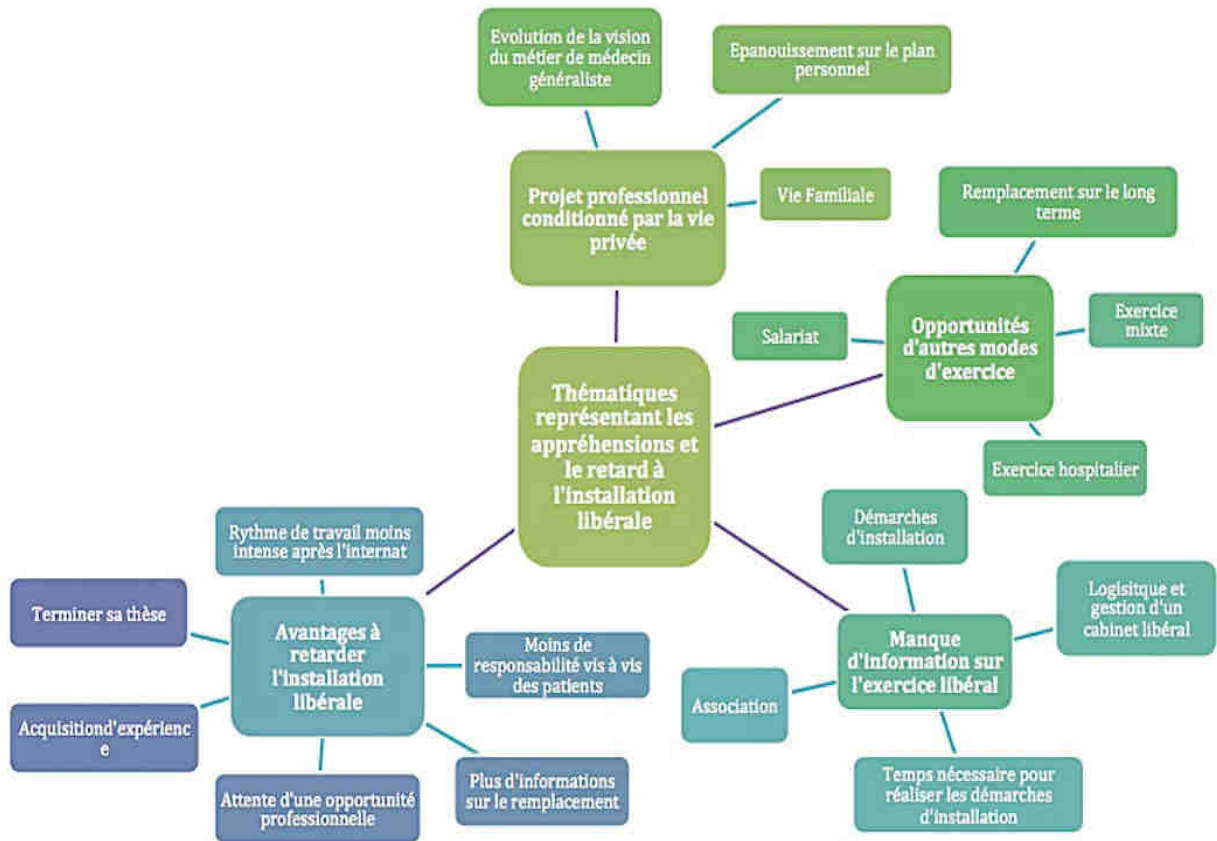 Evolution de la vision
du métier de médecin
généraliste
Epanouissement sur le plan
personnel
Projet professionnel
conditionné par la vie
privée
Vie Familiale
Remplacement sur le long
terme
Salariat
Opportunités
d'autres modes
d'exercice
Exercice
mixte
Exercice hospitalier
Thématiques
représentant les
appréhensions et
le retard à
l'installation
libérale
Démarches
d'installation
Logisitque et
gestion d'un
cabinet libéral
Manque
d'information sur
l'exercice libéral
Association
Temps nécessaire pour
réaliser les démarches
d'installation
Rythme de travail moins
intense après l'internat
Terminer sa thèse
Avantages à
retarder
l'installation
libérale
Moins de
responsabilité vis à vis
des patients
Acquisitiond'expérienc
e
Attente d'une opportunité
professionnelle
Plus d'informations
sur le remplacement